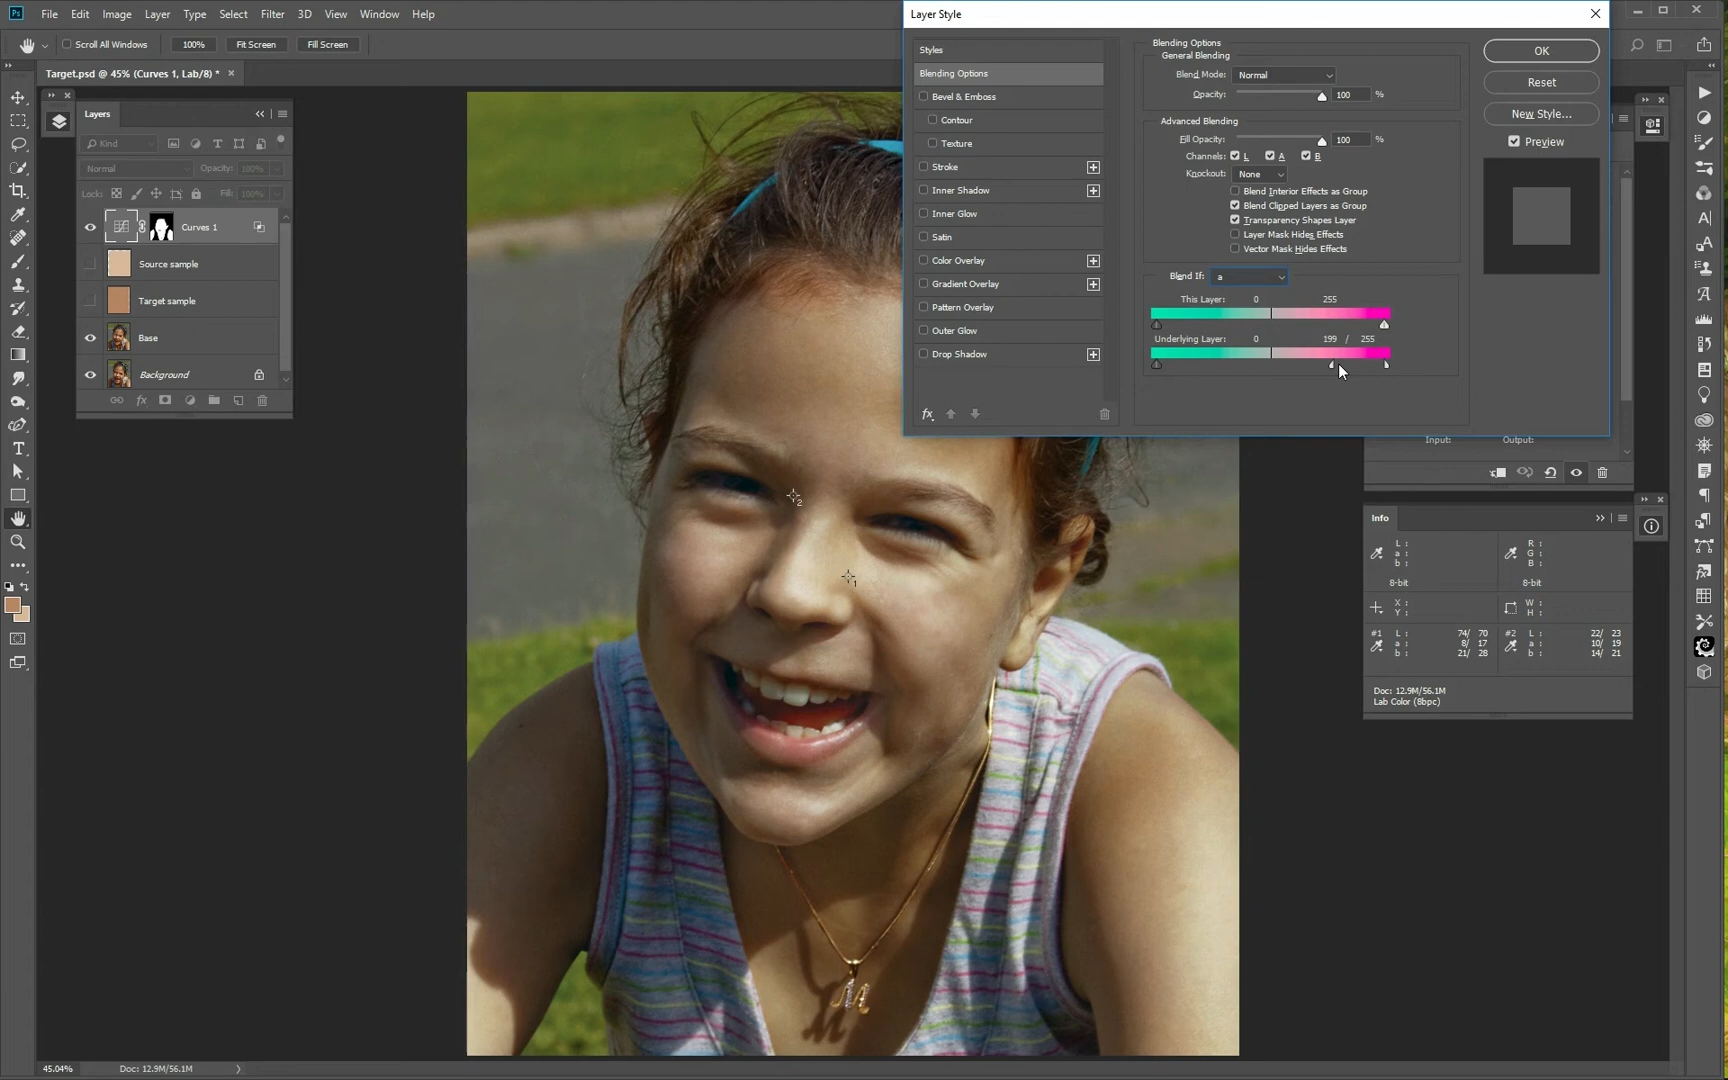 Ps File Edit Image Layer Type Select Filter 3D View Window Help
Scroll All Windows 100% Fit Screen Fill Screen
Target.psd @ 45% (Curves 1, Lab/8) *
Layers
Kind
Normal Opacity: 100%
Lock: Fill: 100%
Curves 1
Source sample
Target sample
Base
Background
fx
Layer Style
Styles
Blending Options
Bevel & Emboss
Contour
Texture
Stroke
Inner Shadow
Inner Glow
Satin
Color Overlay
Gradient Overlay
Pattern Overlay
Outer Glow
Drop Shadow
fx
Blending Options
General Blending
Blend Mode: Normal
Opacity: 100 %
Advanced Blending
Fill Opacity: 100 %
Channels: L A B
Knockout: None
Blend Interior Effects as Group
Blend Clipped Layers as Group
Transparency Shapes Layer
Layer Mask Hides Effects
Vector Mask Hides Effects
Blend If: a
This Layer: 0 255
Underlying Layer: 0 199 / 255
OK
Reset
New Style...
Preview
Input: Output:
Info
L : R :
a : G :
b : B :
8-bit 8-bit
X : W :
Y : H :
#1 L : 74/ 70 #2 L : 22/ 23
a : 8/ 17 a : 10/ 19
b : 21/ 28 b : 14/ 21
Doc: 12.9M/56.1M
Lab Color (8bpc)
2
1
M
45.04% Doc: 12.9M/56.1M